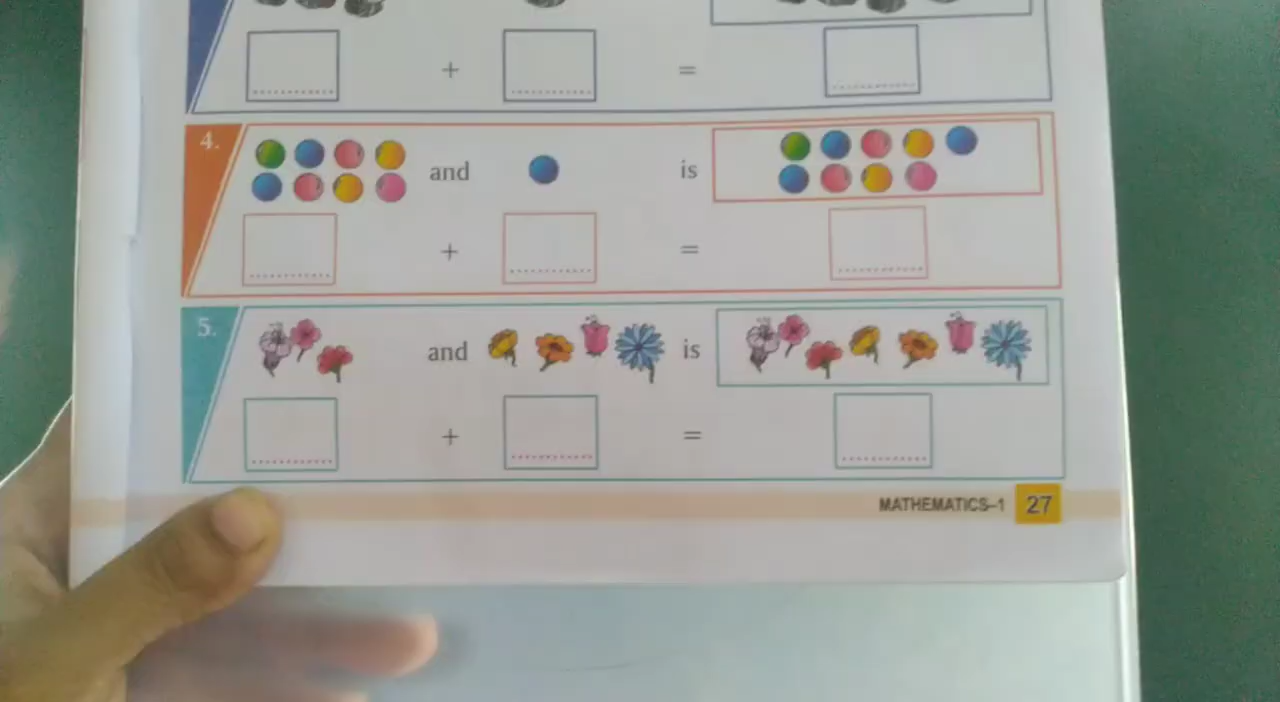 + =
4. and is
+ =
5. and is
+ =
MATHEMATICS–1 27